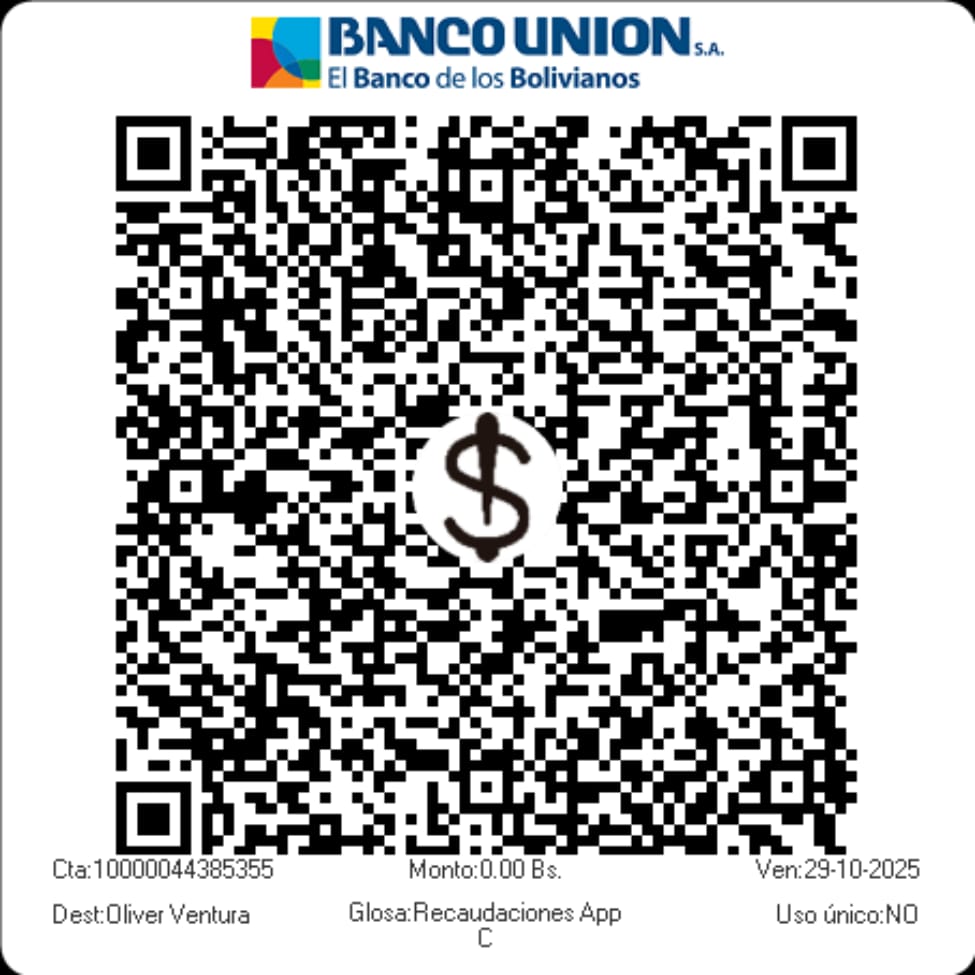 BANCO UNION S.A.
El Banco de los Bolivianos
$
Cta:10000044385355 Monto:0.00 Bs. Ven:29-10-2025
Dest:Oliver Ventura Glosa:Recaudaciones App Uso único:NO
C